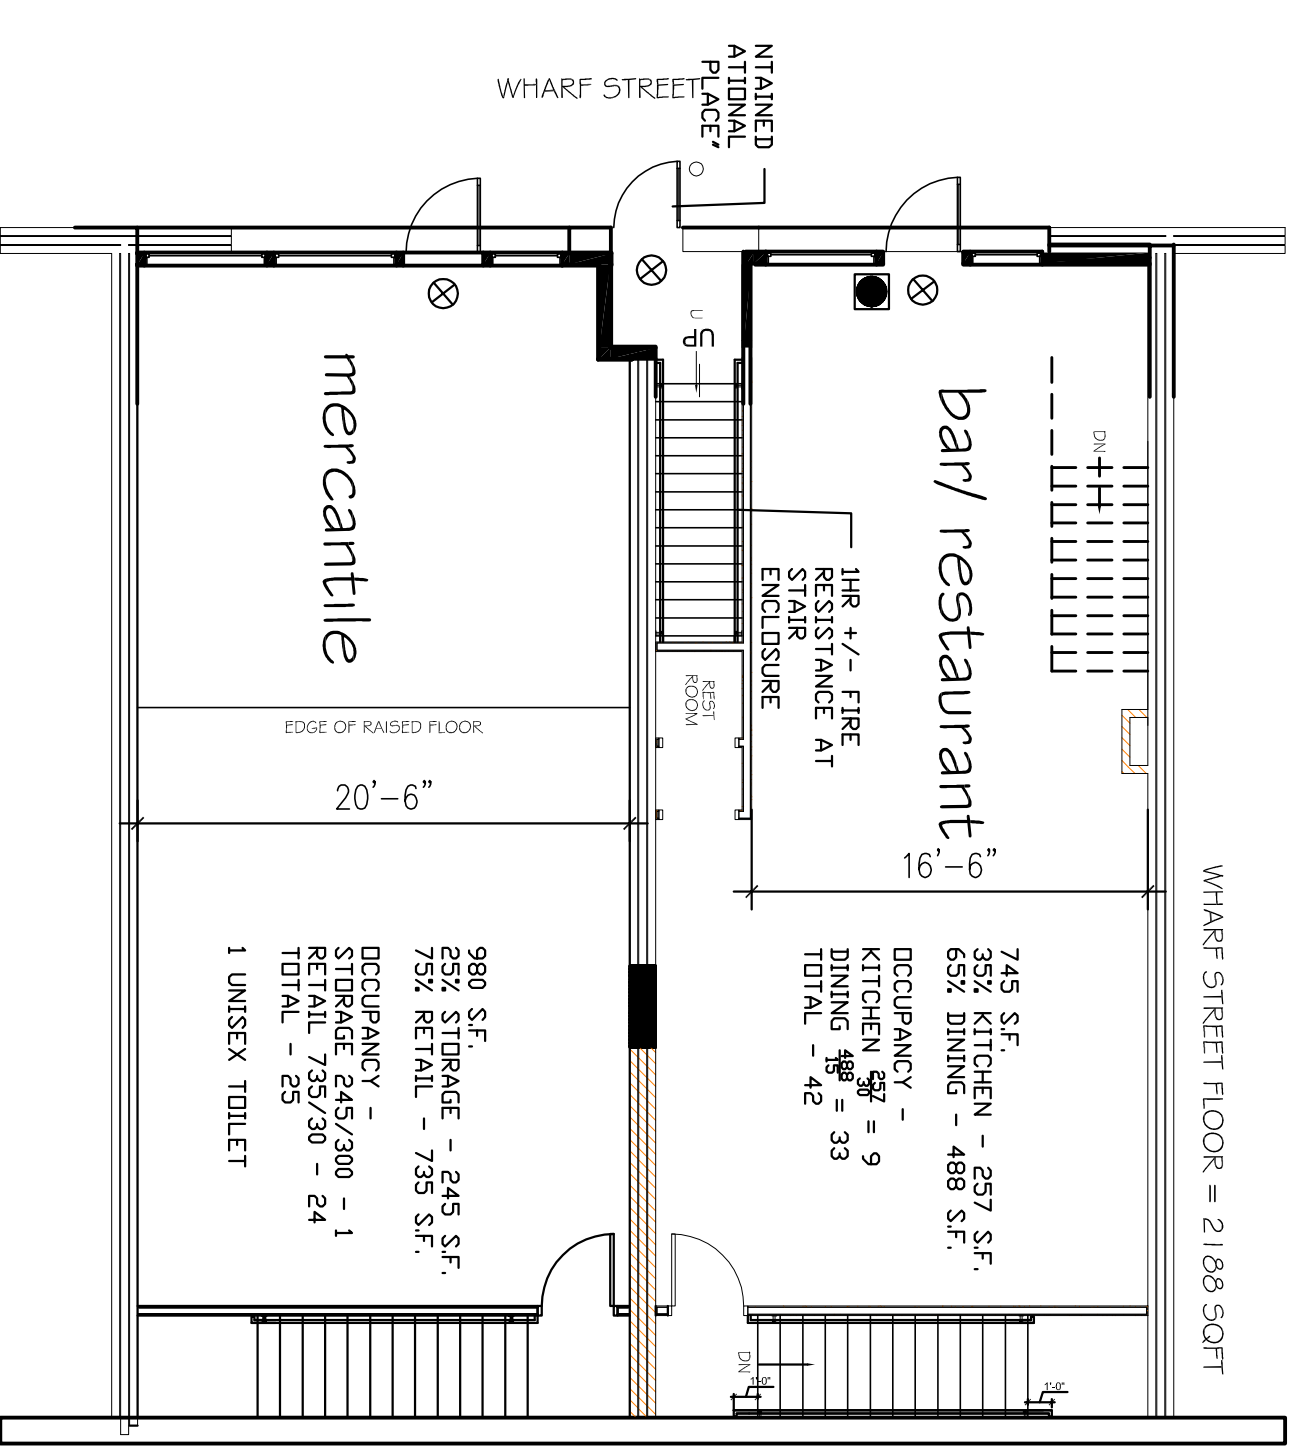 WHARF STREET
NTAINED
ATIONAL
PLACE"
UP
U
mercantile
bar/ restaurant
DN
1HR +/- FIRE
RESISTANCE AT
STAIR
ENCLOSURE
REST
ROOM
EDGE OF RAISED FLOOR
20'-6"
16'-6"
WHARF STREET FLOOR = 2188 SQFT
745 S.F.
35% KITCHEN - 257 S.F.
65% DINING - 488 S.F.
OCCUPANCY -
KITCHEN 257/30 = 9
DINING 488/15 = 33
TOTAL - 42
980 S.F.
25% STORAGE - 245 S.F.
75% RETAIL - 735 S.F.
OCCUPANCY -
STORAGE 245/300 - 1
RETAIL 735/30 - 24
TOTAL - 25
1 UNISEX TOILET
DN
1'-0"
1'-0"